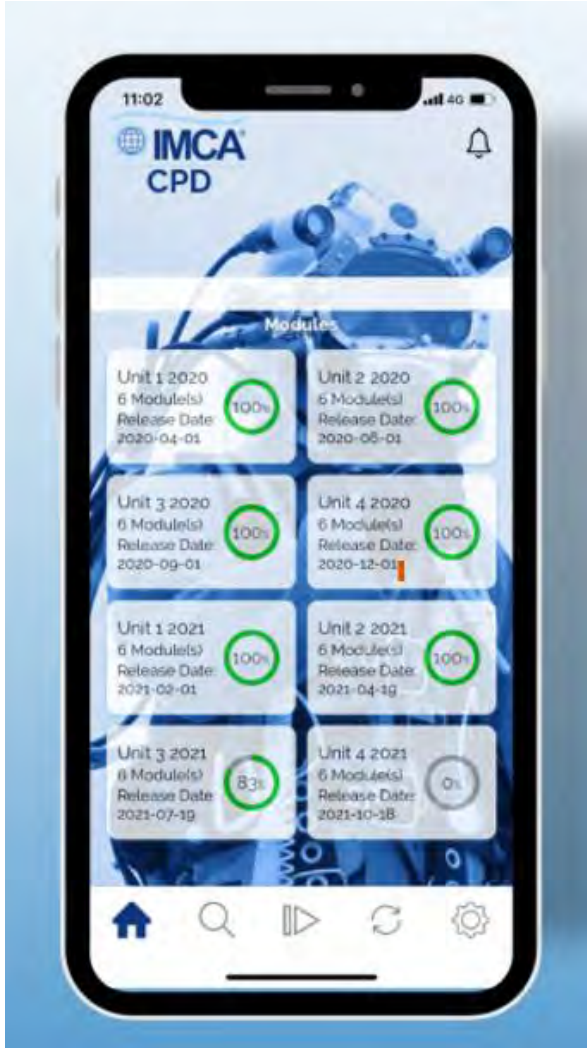 11:02
4G
IMCA
CPD
Modules
Unit 1 2020
6 Module(s)
Release Date:
2020-04-01
100%
Unit 2 2020
6 Module(s)
Release Date:
2020-06-01
100%
Unit 3 2020
6 Module(s)
Release Date:
2020-09-01
100%
Unit 4 2020
6 Module(s)
Release Date:
2020-12-01
100%
Unit 1 2021
6 Module(s)
Release Date:
2021-02-01
100%
Unit 2 2021
6 Module(s)
Release Date:
2021-04-19
100%
Unit 3 2021
6 Module(s)
Release Date:
2021-07-19
83%
Unit 4 2021
6 Module(s)
Release Date:
2021-10-18
0%